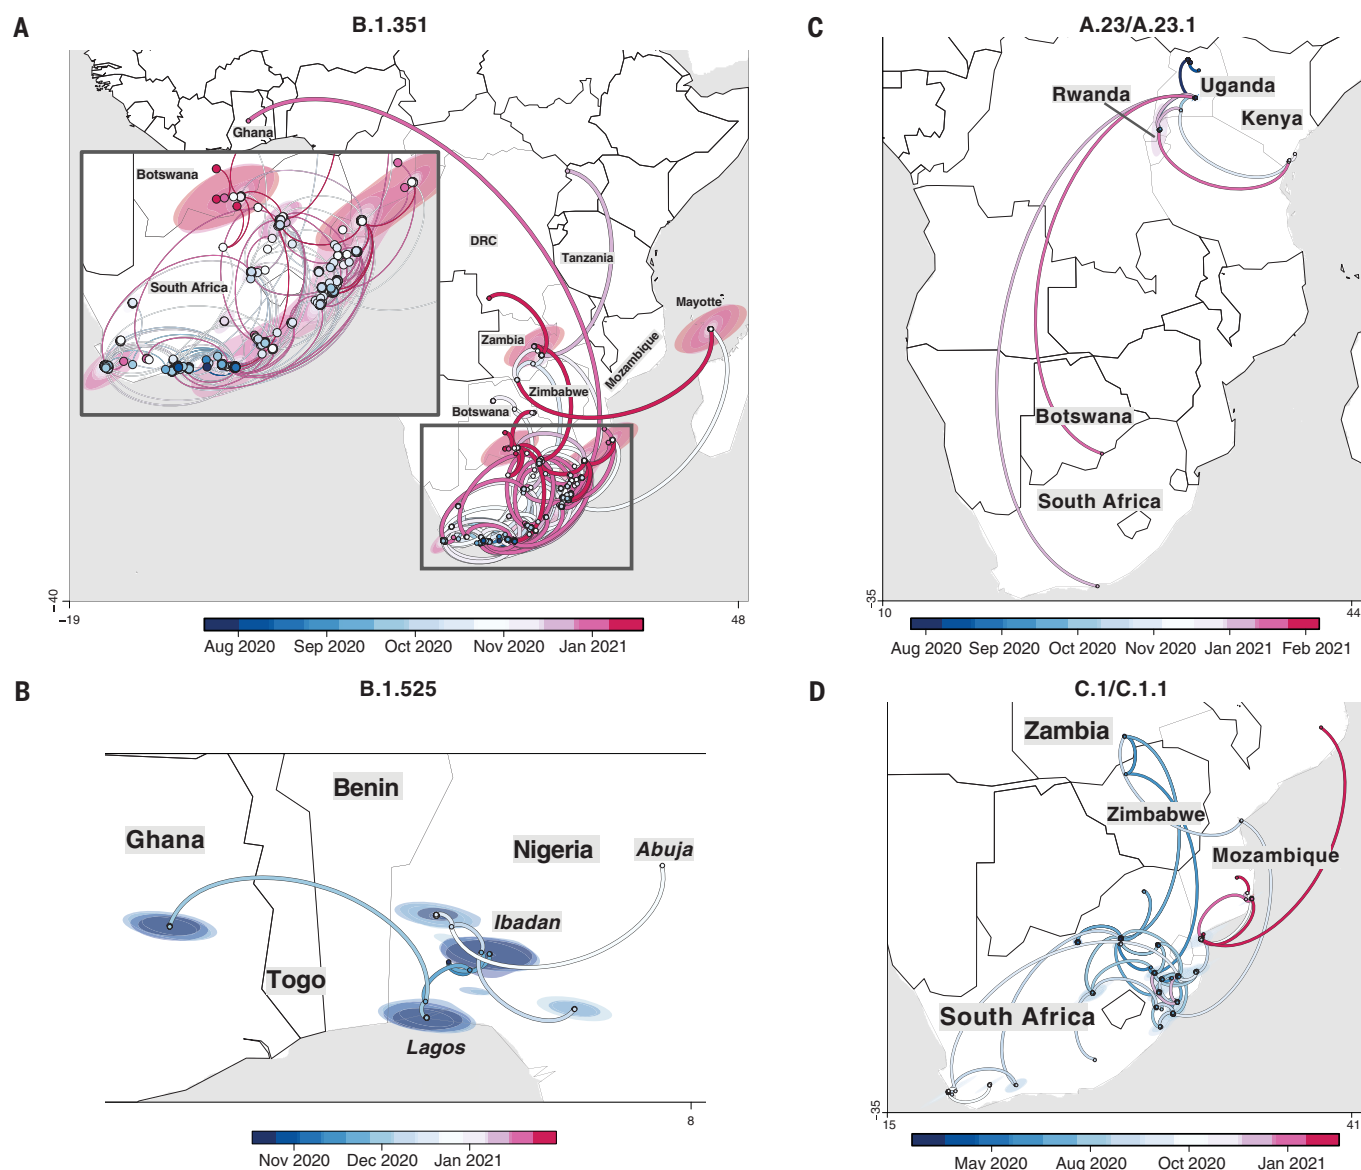 A
B.1.351
Ghana
Botswana
South Africa
DRC
Tanzania
Mayotte
Zambia
Mozambique
Zimbabwe
Botswana
-40
-19
48
Aug 2020
Sep 2020
Oct 2020
Nov 2020
Jan 2021
C
A.23/A.23.1
Uganda
Rwanda
Kenya
Botswana
South Africa
-35
10
44
Aug 2020
Sep 2020
Oct 2020
Nov 2020
Jan 2021
Feb 2021
B
B.1.525
Benin
Ghana
Nigeria
Abuja
Ibadan
Togo
Lagos
8
Nov 2020
Dec 2020
Jan 2021
D
C.1/C.1.1
Zambia
Zimbabwe
Mozambique
South Africa
-35
15
41
May 2020
Aug 2020
Oct 2020
Jan 2021